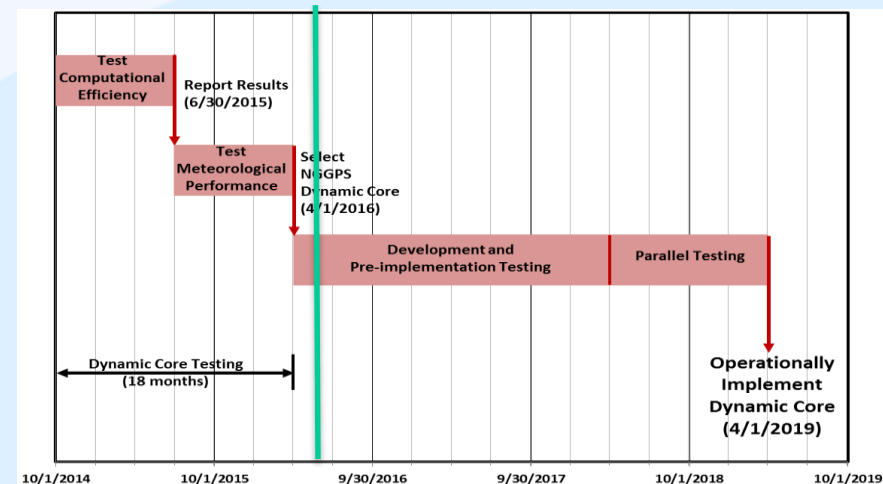 Test
Computational
Efficiency
Report Results
(6/30/2015)
Test
Meteorological
Performance
Select
NGGPS
Dynamic Core
(4/1/2016)
Development and
Pre-implementation Testing
Parallel Testing
Dynamic Core Testing
(18 months)
Operationally
Implement
Dynamic Core
(4/1/2019)
10/1/2014 10/1/2015 9/30/2016 9/30/2017 10/1/2018 10/1/2019